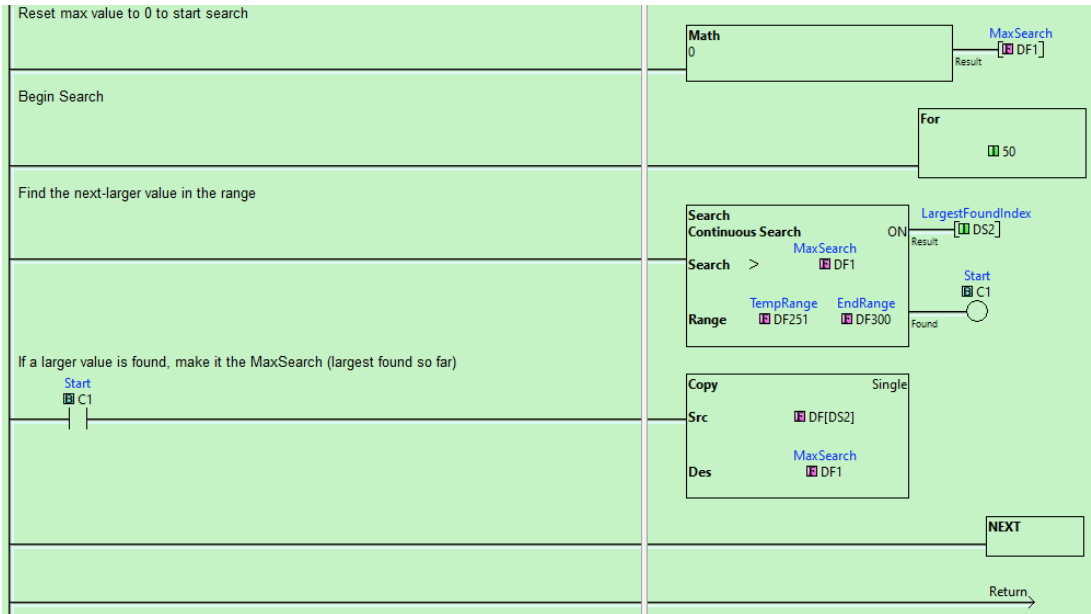 Reset max value to 0 to start search
Math
0
Result
MaxSearch
F DF1
Begin Search
For
I 50
Find the next-larger value in the range
Search
Continuous Search ON
Search > MaxSearch
F DF1
Range TempRange EndRange
F DF251 F DF300
Result
LargestFoundIndex
I DS2
Found
Start
B C1
If a larger value is found, make it the MaxSearch (largest found so far)
Start
B C1
Copy Single
Src F DF[DS2]
MaxSearch
Des F DF1
NEXT
Return